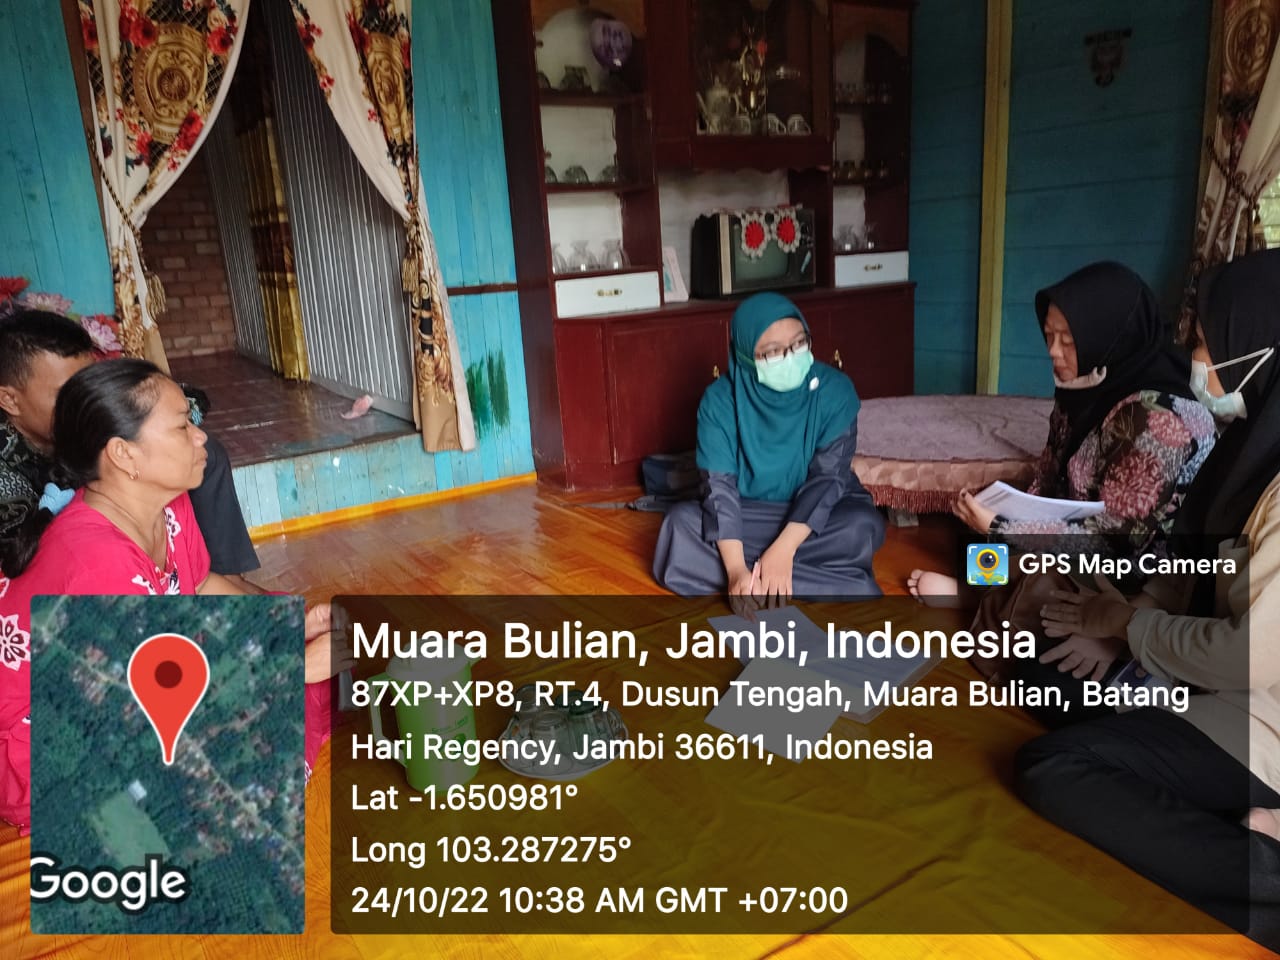 GPS Map Camera
Muara Bulian, Jambi, Indonesia
87XP+XP8, RT.4, Dusun Tengah, Muara Bulian, Batang
Hari Regency, Jambi 36611, Indonesia
Lat -1.650981°
Long 103.287275°
24/10/22 10:38 AM GMT +07:00
Google